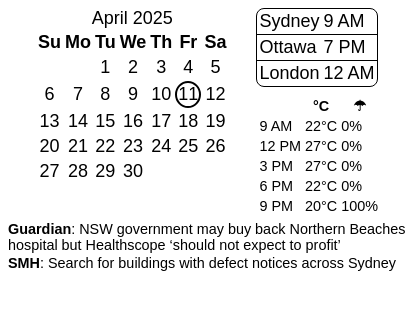 April 2025
Su Mo Tu We Th Fr Sa
1 2 3 4 5
6 7 8 9 10 11 12
13 14 15 16 17 18 19
20 21 22 23 24 25 26
27 28 29 30
Sydney 9 AM
Ottawa 7 PM
London 12 AM
°C ☂
9 AM 22°C 0%
12 PM 27°C 0%
3 PM 27°C 0%
6 PM 22°C 0%
9 PM 20°C 100%
Guardian: NSW government may buy back Northern Beaches
hospital but Healthscope ‘should not expect to profit’
SMH: Search for buildings with defect notices across Sydney